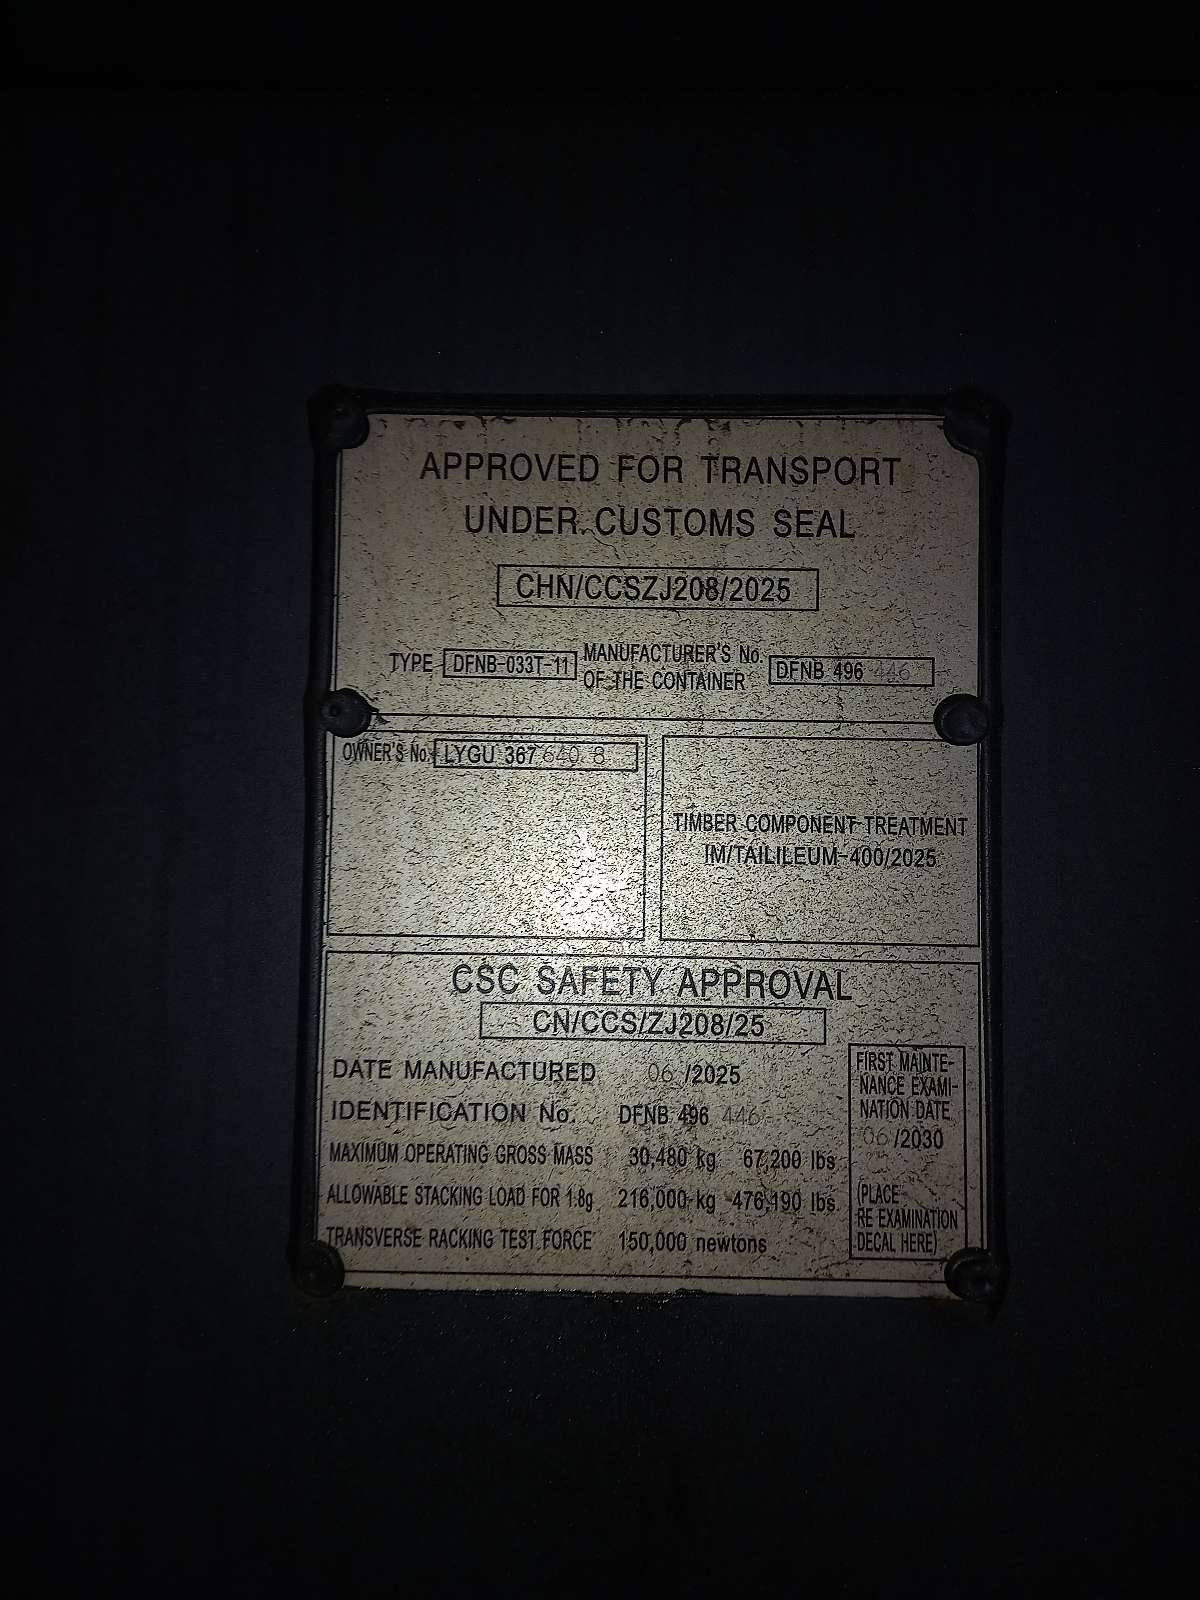 APPROVED FOR TRANSPORT
UNDER CUSTOMS SEAL
CHN/CCSZJ208/2025
TYPE DFNB-033T-11 MANUFACTURER'S No. OF THE CONTAINER DFNB 496 446
OWNER'S No. LYGU 367 640 8
TIMBER COMPONENT TREATMENT
IM/TAILILEUM-400/2025
CSC SAFETY APPROVAL
CN/CCS/ZJ208/25
DATE MANUFACTURED 06 /2025
IDENTIFICATION No. DFNB 496 446
MAXIMUM OPERATING GROSS MASS 30,480 kg 67,200 lbs
ALLOWABLE STACKING LOAD FOR 1.8g 216,000 kg 476,190 lbs
TRANSVERSE RACKING TEST FORCE 150,000 newtons
FIRST MAINTE-
NANCE EXAMI-
NATION DATE
06 /2030
(PLACE
RE EXAMINATION
DECAL HERE)